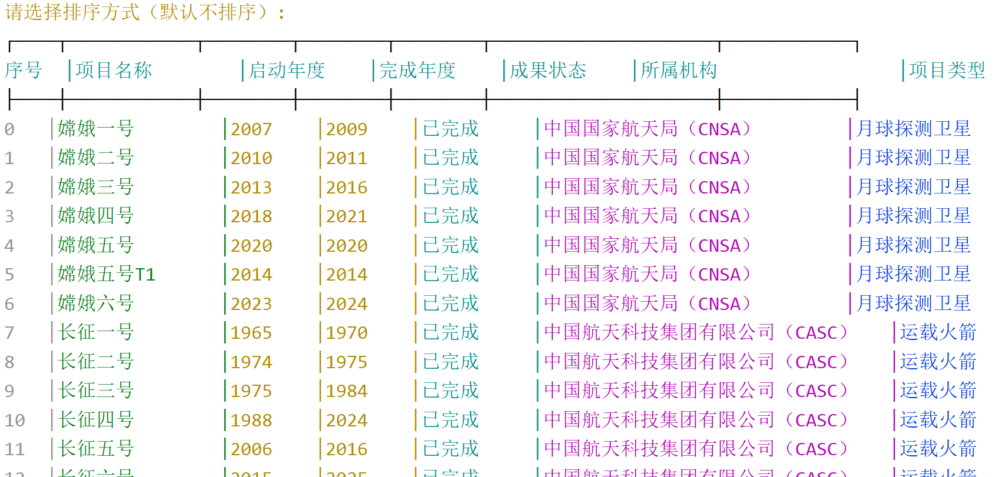 请选择排序方式（默认不排序）:
序号 │项目名称 │启动年度 │完成年度 │成果状态 │所属机构 │项目类型
0 │嫦娥一号 │2007 │2009 │已完成 │中国国家航天局（CNSA） │月球探测卫星
1 │嫦娥二号 │2010 │2011 │已完成 │中国国家航天局（CNSA） │月球探测卫星
2 │嫦娥三号 │2013 │2016 │已完成 │中国国家航天局（CNSA） │月球探测卫星
3 │嫦娥四号 │2018 │2021 │已完成 │中国国家航天局（CNSA） │月球探测卫星
4 │嫦娥五号 │2020 │2020 │已完成 │中国国家航天局（CNSA） │月球探测卫星
5 │嫦娥五号T1 │2014 │2014 │已完成 │中国国家航天局（CNSA） │月球探测卫星
6 │嫦娥六号 │2023 │2024 │已完成 │中国国家航天局（CNSA） │月球探测卫星
7 │长征一号 │1965 │1970 │已完成 │中国航天科技集团有限公司（CASC） │运载火箭
8 │长征二号 │1974 │1975 │已完成 │中国航天科技集团有限公司（CASC） │运载火箭
9 │长征三号 │1975 │1984 │已完成 │中国航天科技集团有限公司（CASC） │运载火箭
10 │长征四号 │1988 │2024 │已完成 │中国航天科技集团有限公司（CASC） │运载火箭
11 │长征五号 │2006 │2016 │已完成 │中国航天科技集团有限公司（CASC） │运载火箭
12 │长征六号 │2015 │2025 │已完成 │中国航天科技集团有限公司（CASC） │运载火箭